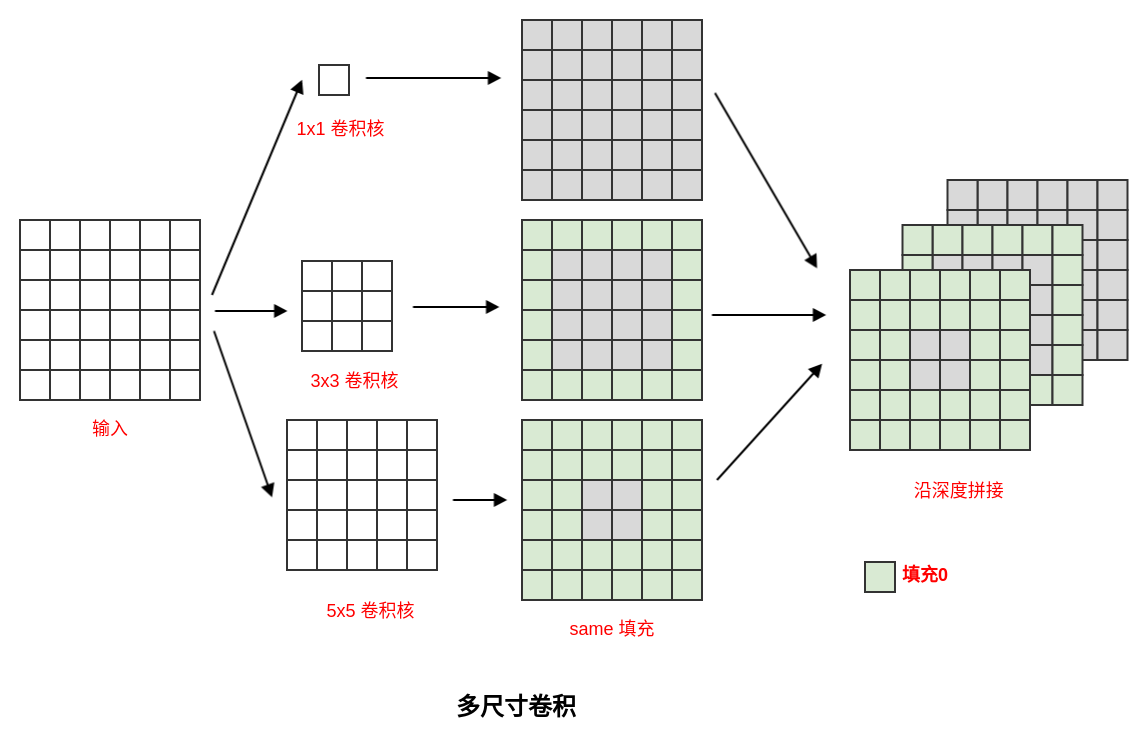 1x1 卷积核
3x3 卷积核
输入
5x5 卷积核
same 填充
沿深度拼接
填充0
多尺寸卷积